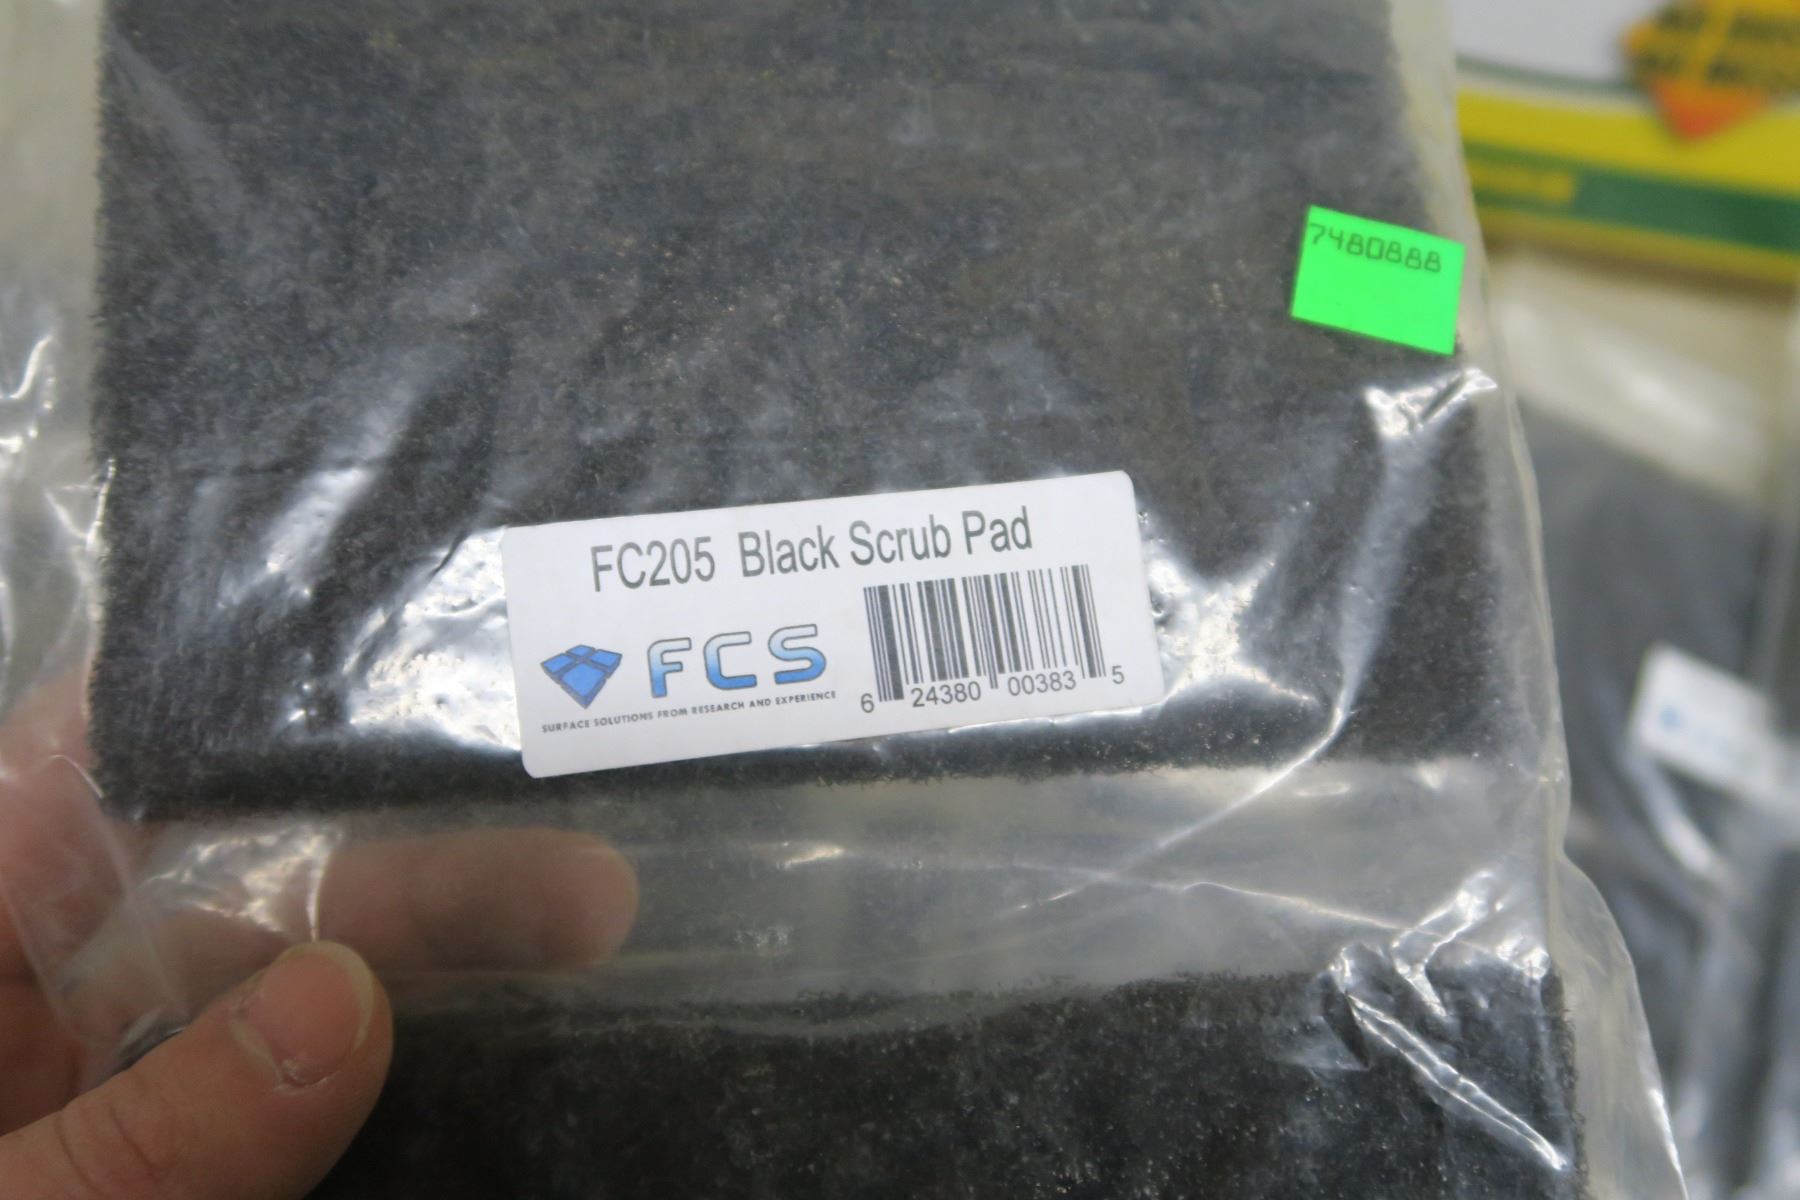 7480888
FC205 Black Scrub Pad
FCS
SURFACE SOLUTIONS FROM RESEARCH AND EXPERIENCE
6 24380 00383 5